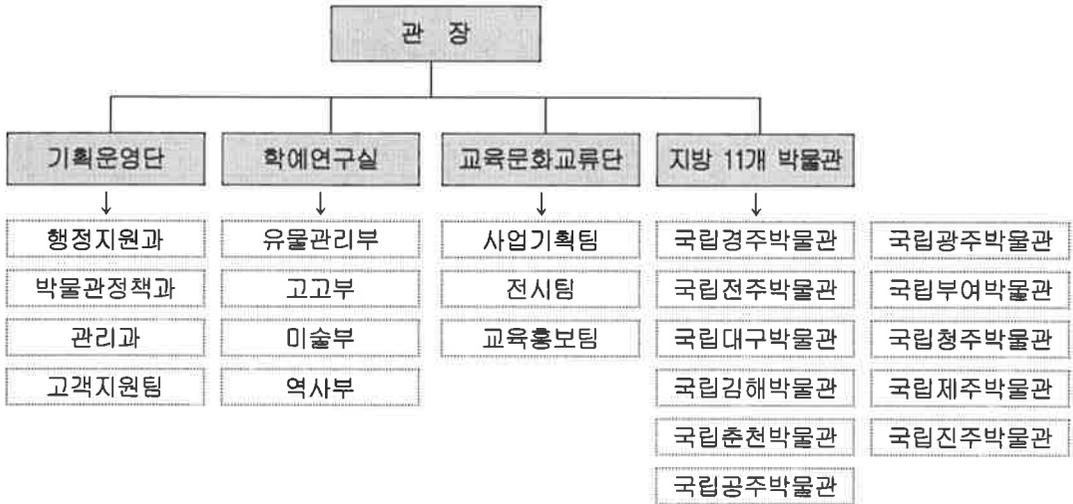 관 장
기획운영단 학예연구실 교육문화교류단 지방 11개 박물관
행정지원과 유물관리부 사업기획팀 국립경주박물관 국립광주박물관
박물관정책과 고고부 전시팀 국립전주박물관 국립부여박물관
관리과 미술부 교육홍보팀 국립대구박물관 국립청주박물관
고객지원팀 역사부 국립김해박물관 국립제주박물관
국립춘천박물관 국립진주박물관
국립공주박물관